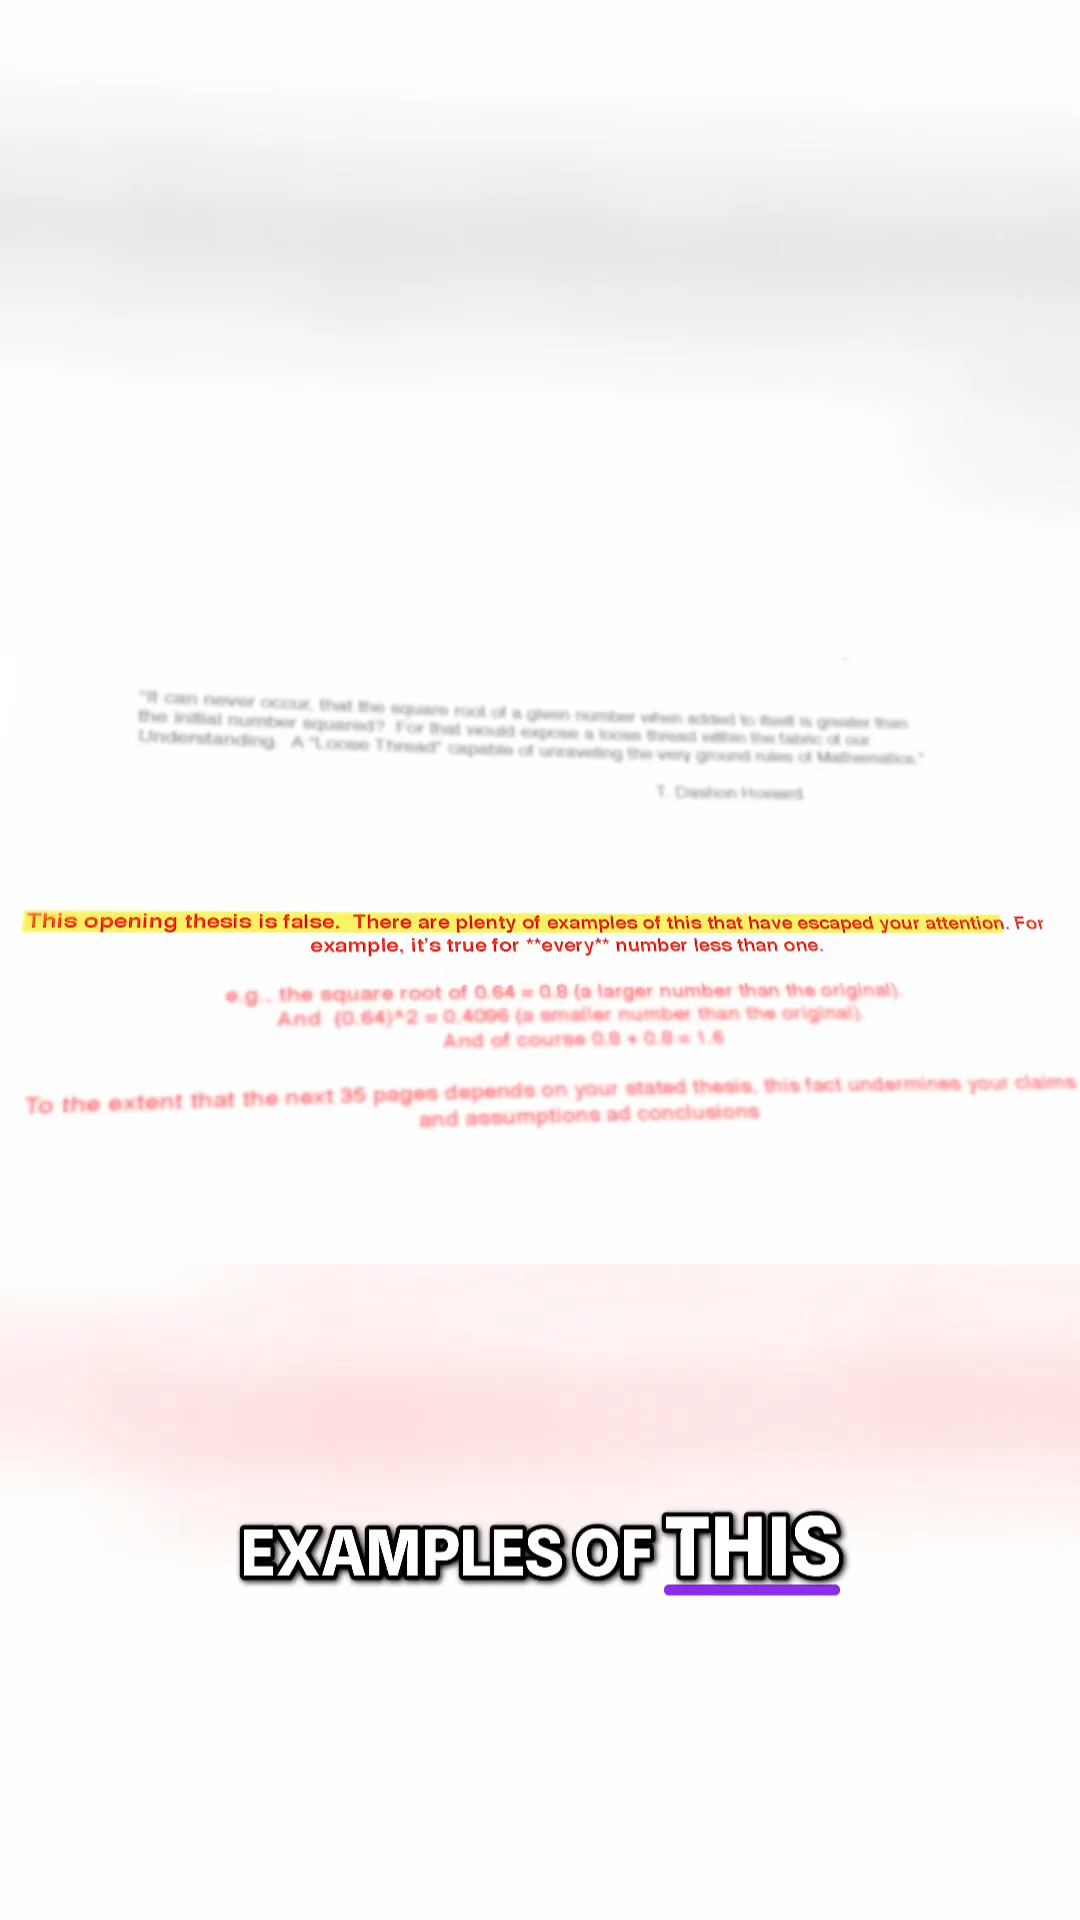 "It can never occur, that the square root of a given number when added to itself is greater than
the initial number squared? For that would expose a loose thread within the fabric of our
Understanding. A "Loose Thread" capable of unraveling the very ground rules of Mathematics."
T. Dashon Howard
This opening thesis is false. There are plenty of examples of this that have escaped your attention. For
example, it's true for **every** number less than one.
e.g., the square root of 0.64 = 0.8 (a larger number than the original).
And (0.64)^2 = 0.4096 (a smaller number than the original).
And of course 0.8 + 0.8 = 1.6
To the extent that the next 35 pages depends on your stated thesis, this fact undermines your claims
and assumptions ad conclusions
EXAMPLES OF THIS